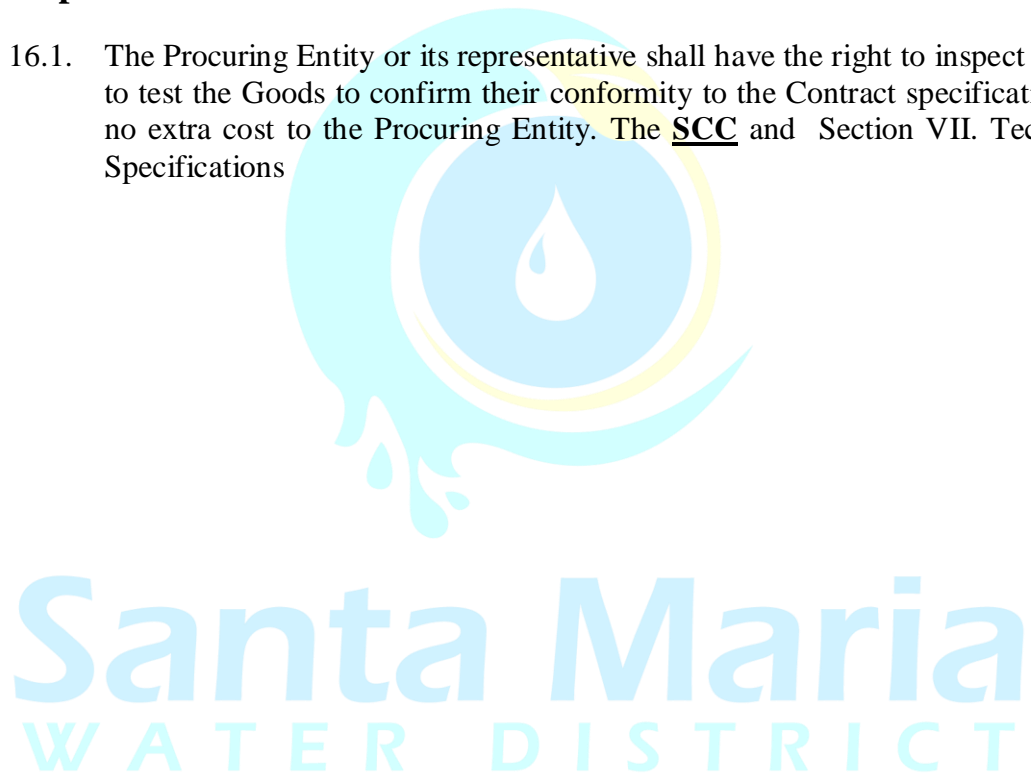 16.1. The Procuring Entity or its representative shall have the right to inspect
to test the Goods to confirm their conformity to the Contract
no extra cost to the Procuring Entity. The SCC and Section VII.
Specifications
Santa Maria
WATER DISTRICT